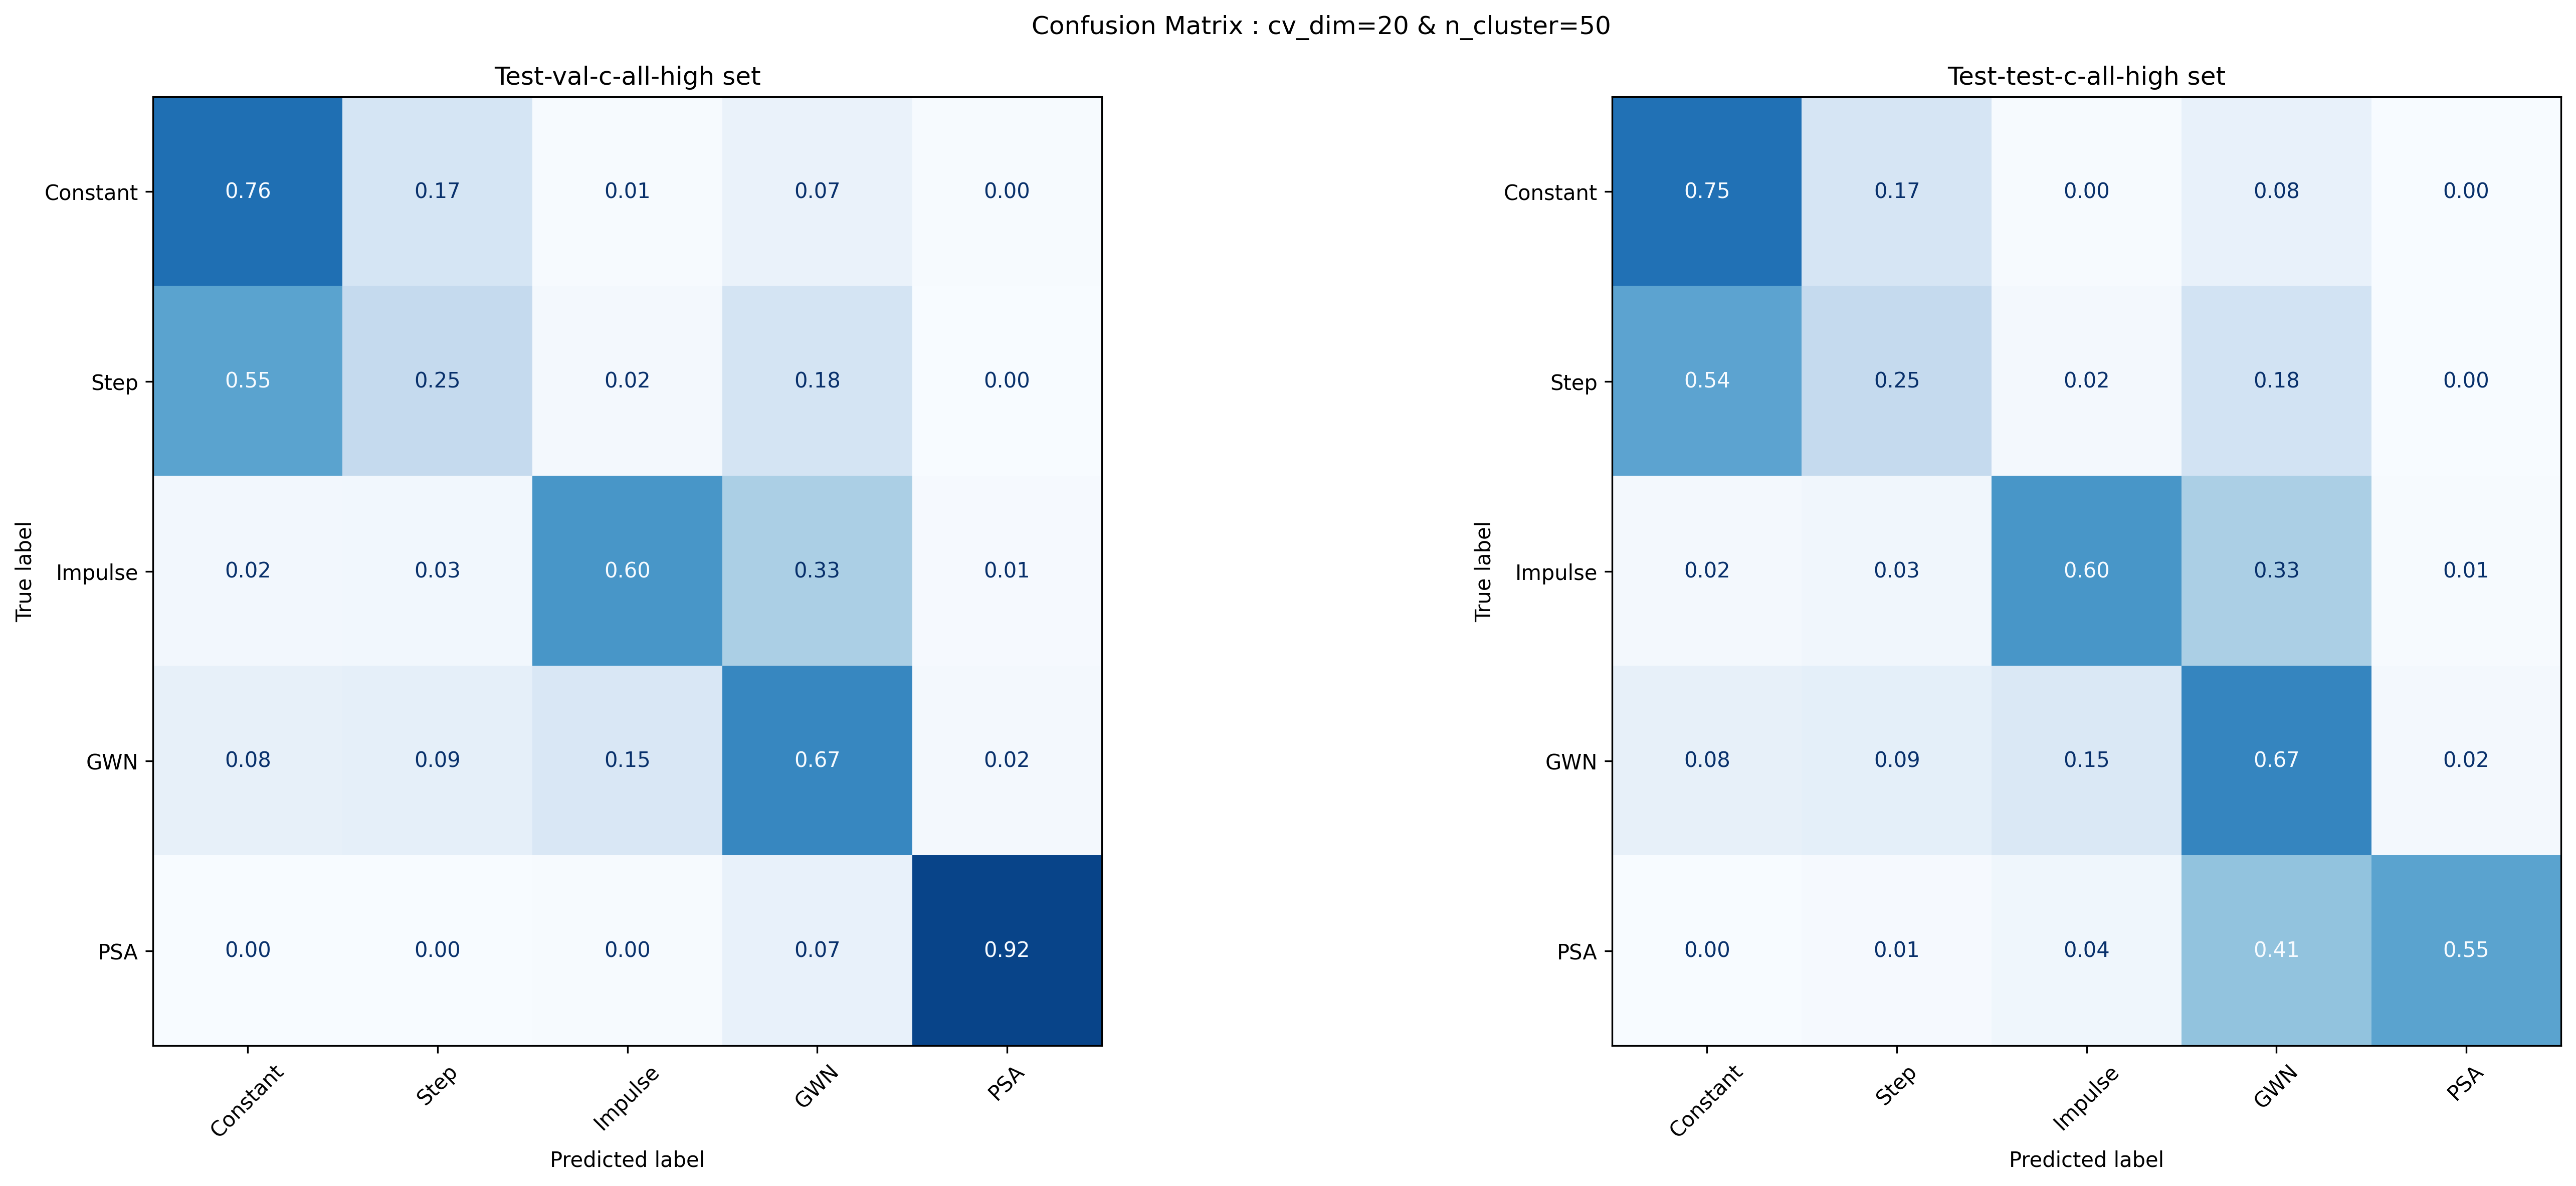 Confusion Matrix : cv_dim=20 & n_cluster=50
Test-val-c-all-high set
True label
Constant 0.76 0.17 0.01 0.07 0.00
Step 0.55 0.25 0.02 0.18 0.00
Impulse 0.02 0.03 0.60 0.33 0.01
GWN 0.08 0.09 0.15 0.67 0.02
PSA 0.00 0.00 0.00 0.07 0.92
Constant Step Impulse GWN PSA
Predicted label
Test-test-c-all-high set
True label
Constant 0.75 0.17 0.00 0.08 0.00
Step 0.54 0.25 0.02 0.18 0.00
Impulse 0.02 0.03 0.60 0.33 0.01
GWN 0.08 0.09 0.15 0.67 0.02
PSA 0.00 0.01 0.04 0.41 0.55
Constant Step Impulse GWN PSA
Predicted label